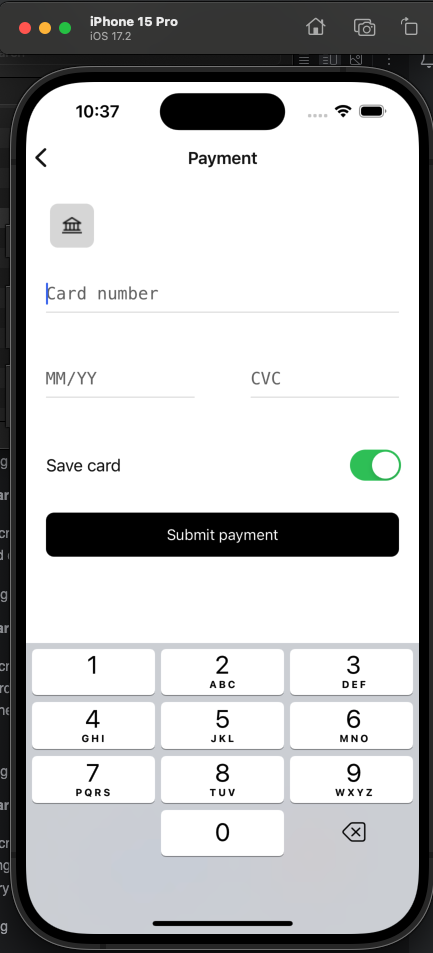 iPhone 15 Pro
iOS 17.2
10:37
Payment
Card number
MM/YY CVC
Save card
Submit payment
1 2 3
ABC DEF
4 5 6
GHI JKL MNO
7 8 9
PQRS TUV WXYZ
0